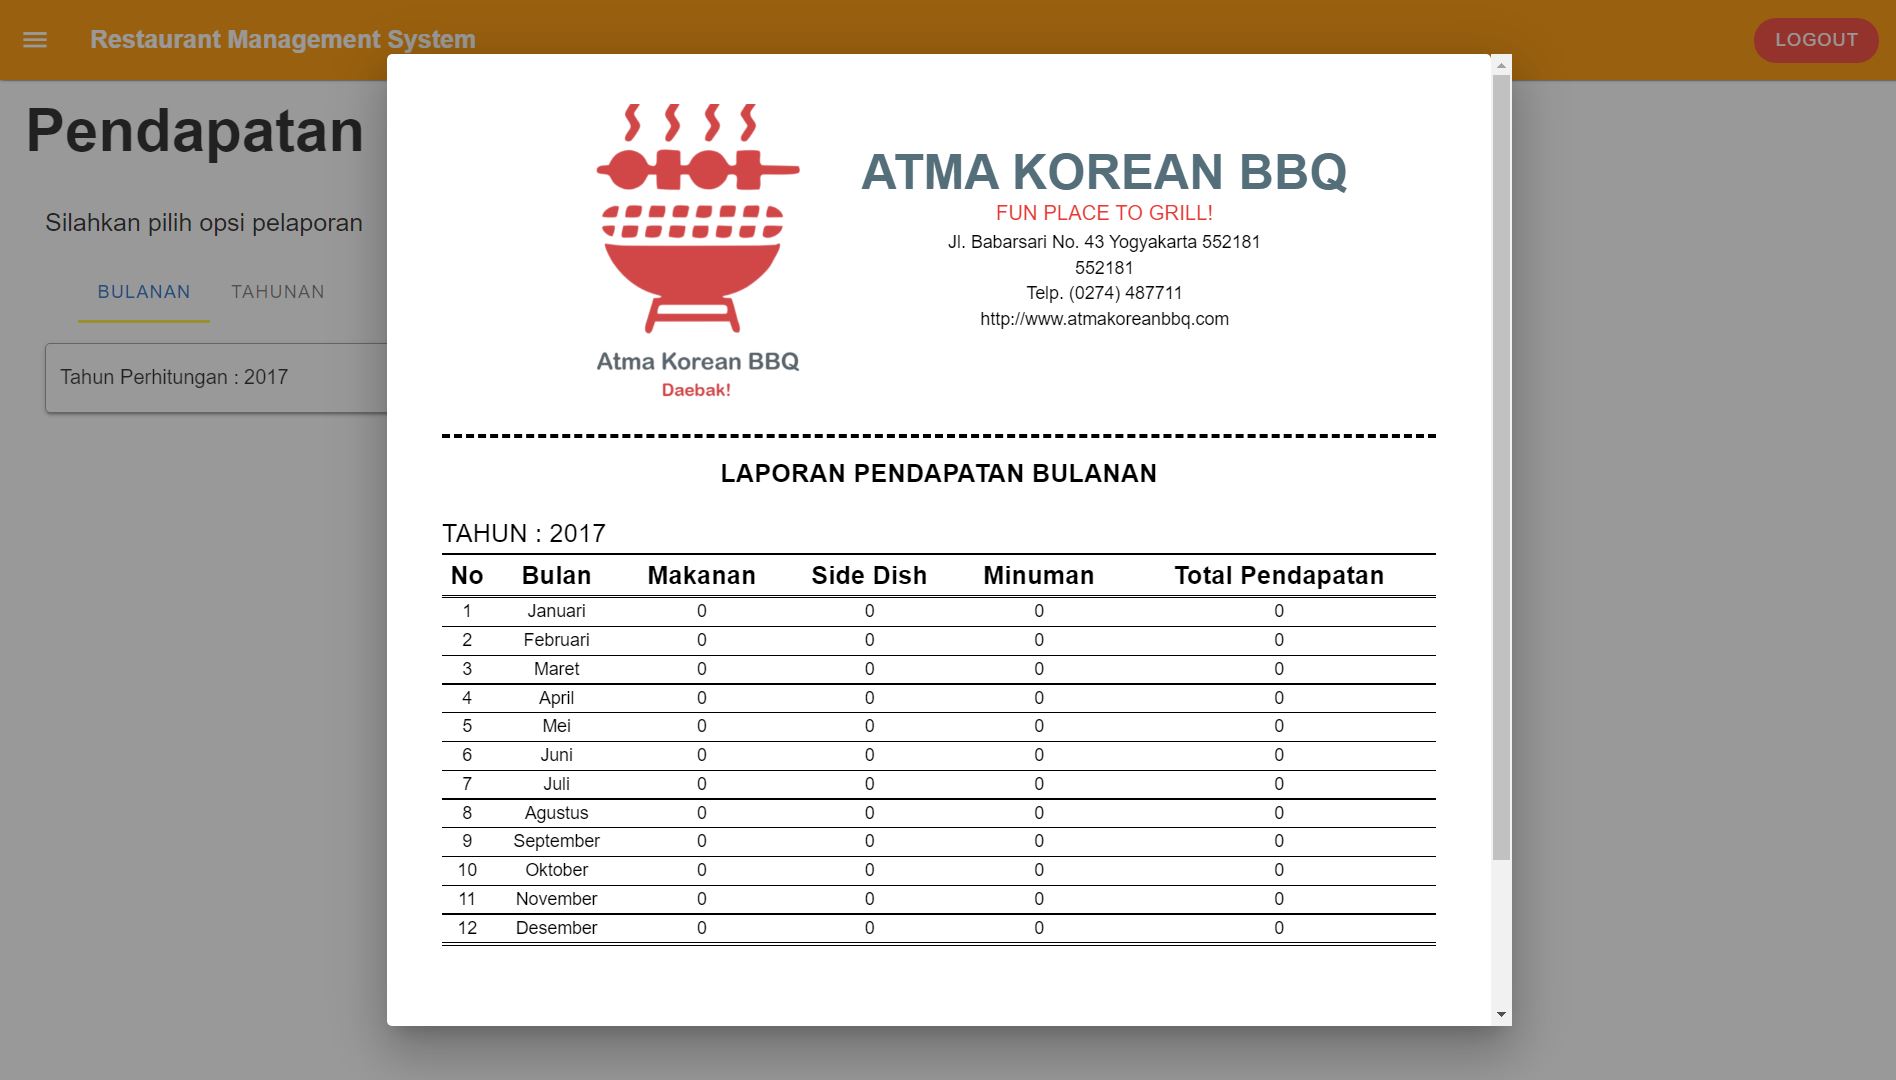 Restaurant Management System
LOGOUT
Pendapatan
Silahkan pilih opsi pelaporan
BULANAN TAHUNAN
Tahun Perhitungan : 2017
Atma Korean BBQ
Daebak!
ATMA KOREAN BBQ
FUN PLACE TO GRILL!
Jl. Babarsari No. 43 Yogyakarta 552181
552181
Telp. (0274) 487711
http://www.atmakoreanbbq.com
LAPORAN PENDAPATAN BULANAN
TAHUN : 2017
No Bulan Makanan Side Dish Minuman Total Pendapatan
1 Januari 0 0 0 0
2 Februari 0 0 0 0
3 Maret 0 0 0 0
4 April 0 0 0 0
5 Mei 0 0 0 0
6 Juni 0 0 0 0
7 Juli 0 0 0 0
8 Agustus 0 0 0 0
9 September 0 0 0 0
10 Oktober 0 0 0 0
11 November 0 0 0 0
12 Desember 0 0 0 0